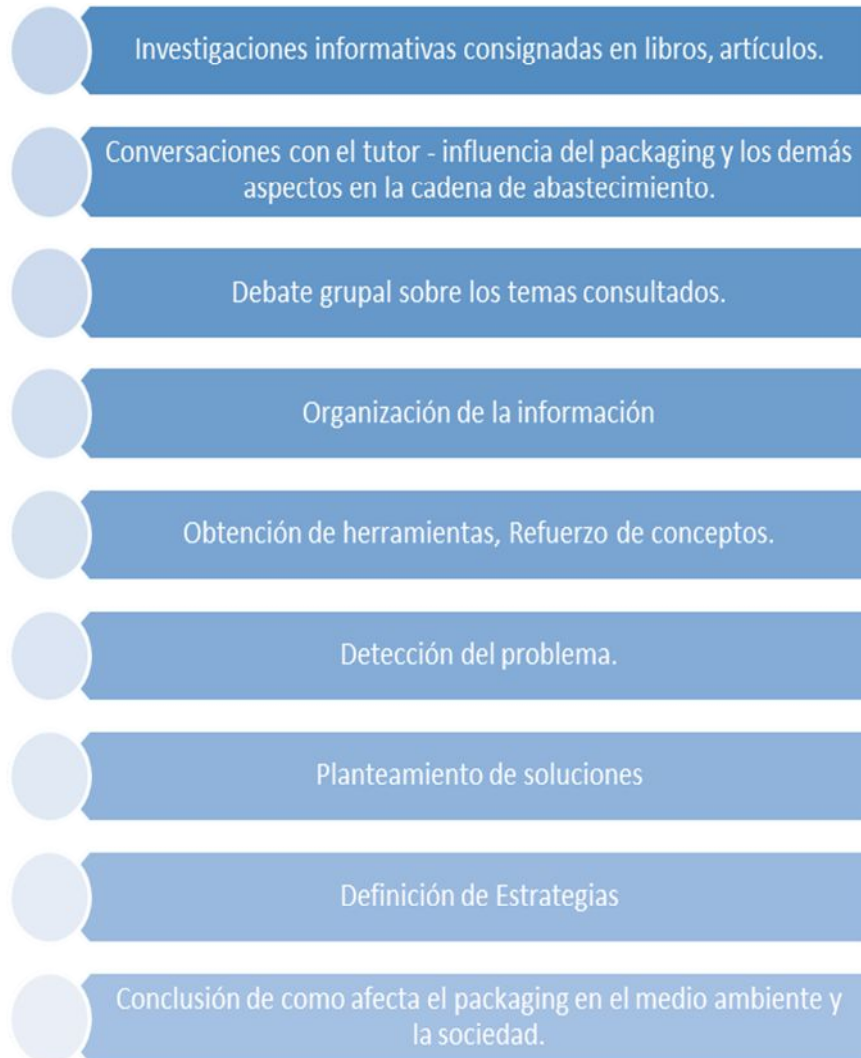 Investigaciones informativas consignadas en libros, artículos.
Conversaciones con el tutor - influencia del packaging y los demás
aspectos en la cadena de abastecimiento.
Debate grupal sobre los temas consultados.
Organización de la información
Obtención de herramientas, Refuerzo de conceptos.
Detección del problema.
Planteamiento de soluciones
Definición de Estrategias
Conclusión de como afecta el packaging en el medio ambiente y
la sociedad.